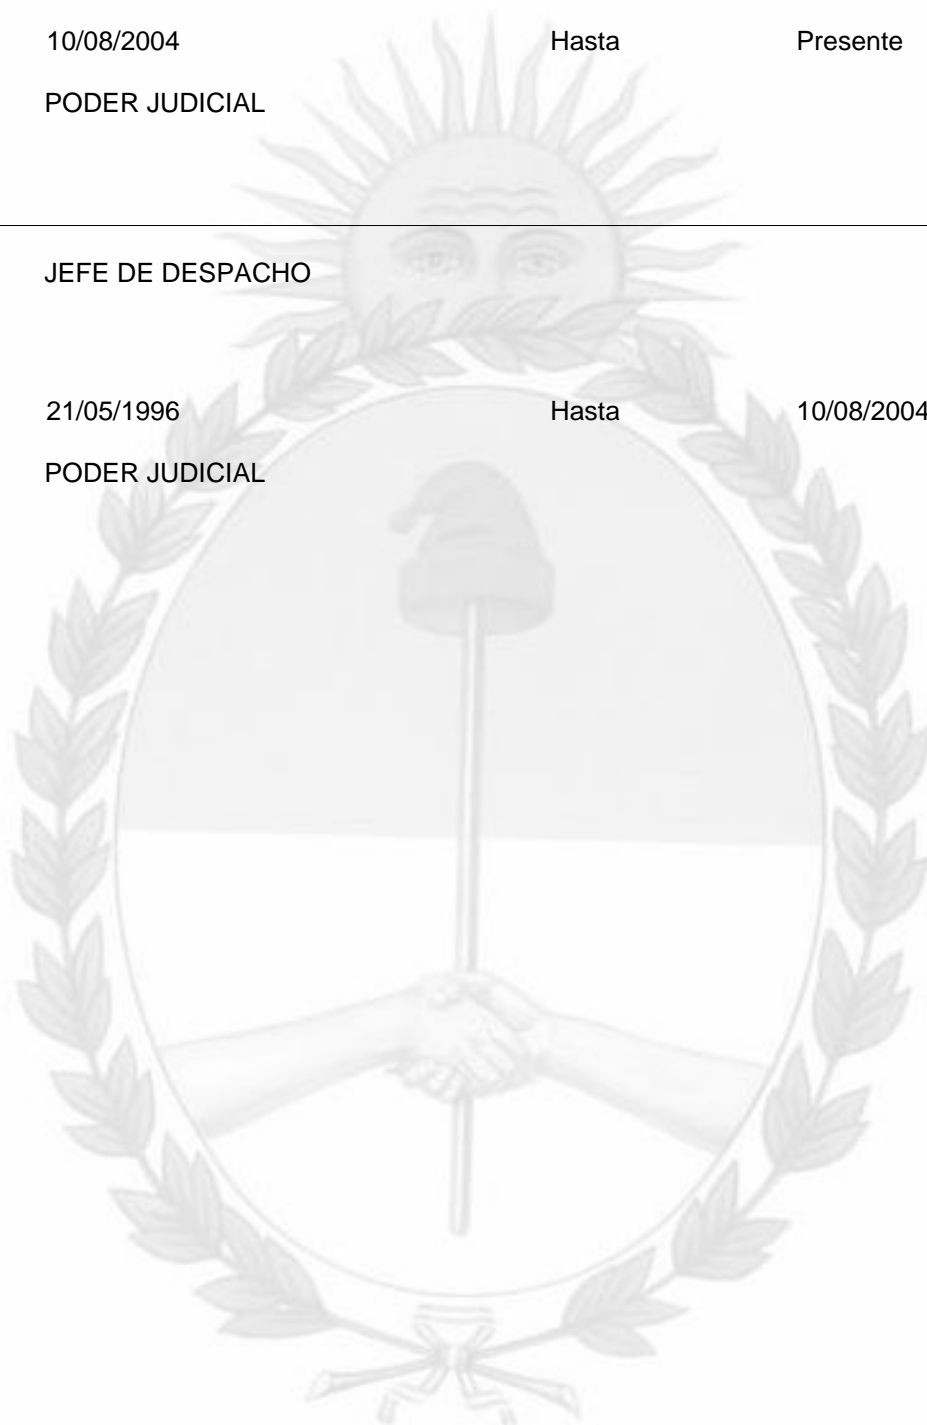 10/08/2004 Hasta Presente
PODER JUDICIAL
JEFE DE DESPACHO
21/05/1996 Hasta 10/08/2004
PODER JUDICIAL